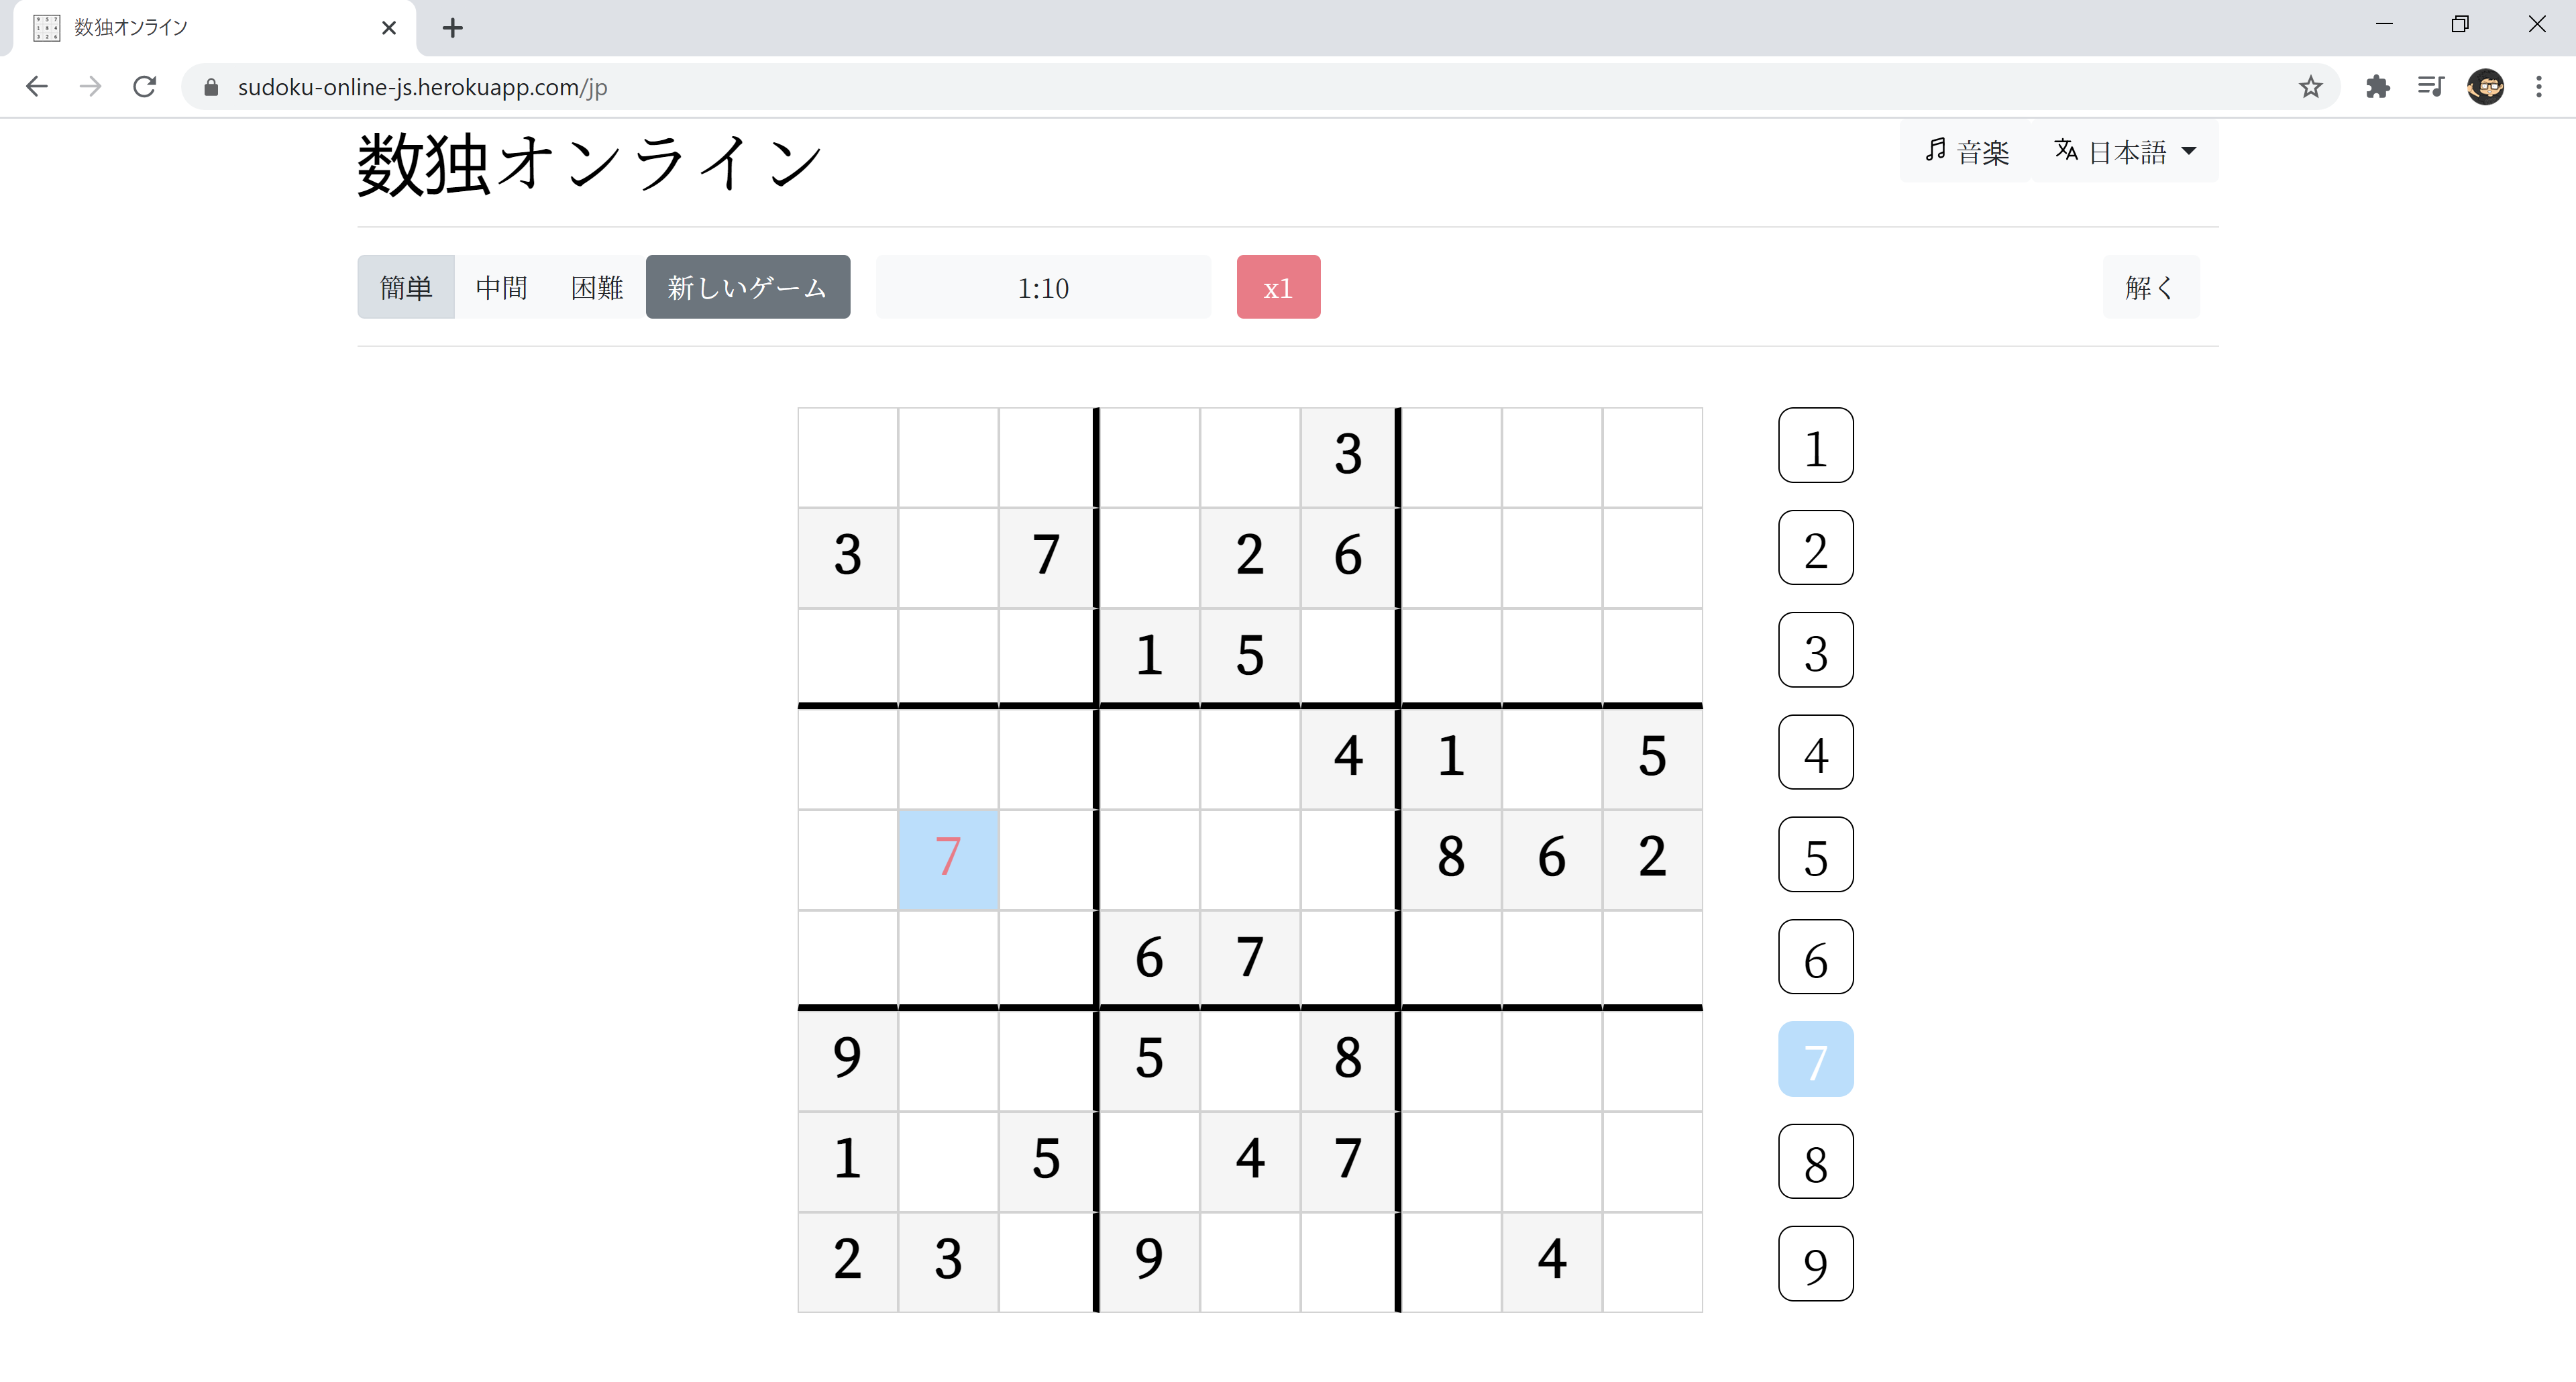 数独オンライン
sudoku-online-js.herokuapp.com/jp
数独オンライン
音楽 日本語
簡単 中間 困難 新しいゲーム 1:10 x1 解く
3 1
3 7 2 6 2
1 5 3
4 1 5 4
7 8 6 2 5
6 7 6
9 5 8 7
1 5 4 7 8
2 3 9 4 9